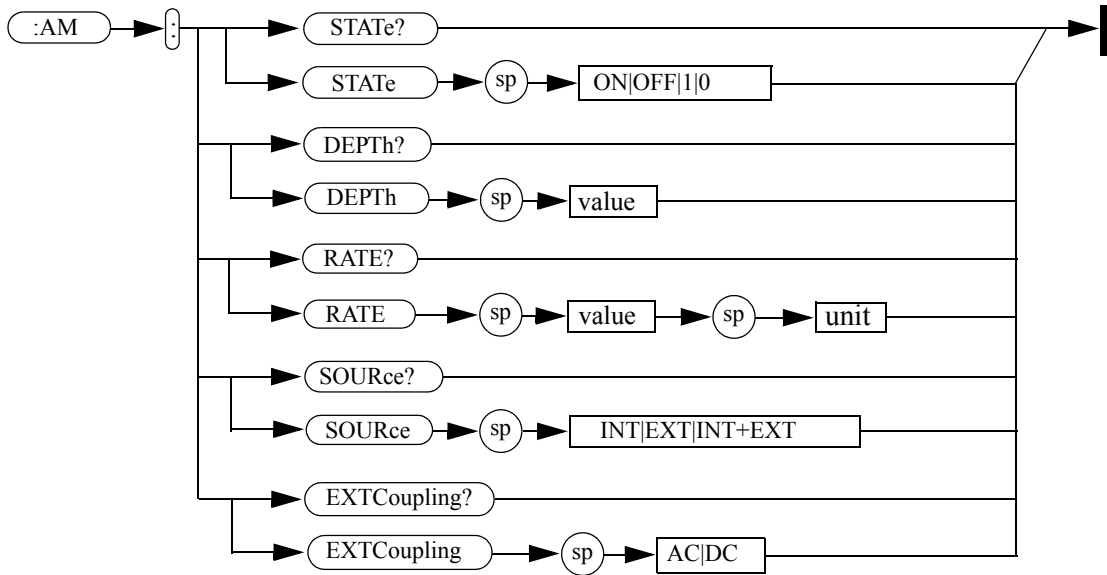 :AM : STATe?
STATe sp ON|OFF|1|0
DEPTh?
DEPTh sp value
RATE?
RATE sp value sp unit
SOURce?
SOURce sp INT|EXT|INT+EXT
EXTCoupling?
EXTCoupling sp AC|DC